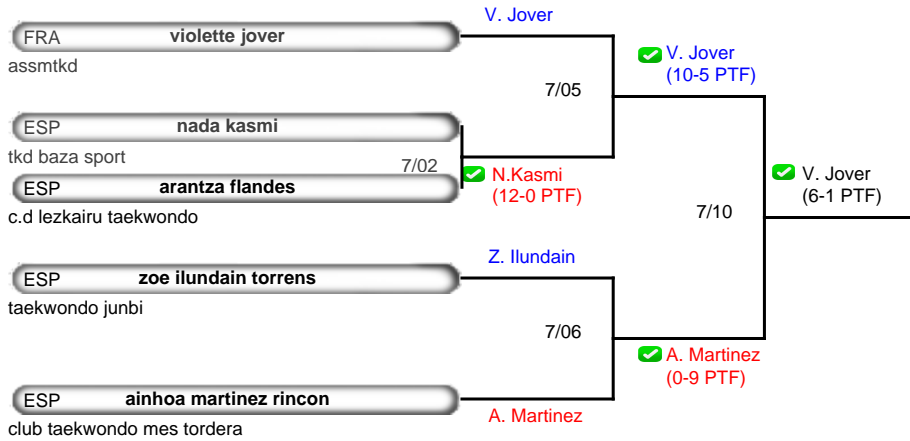 V. Jover
FRA violette jover
assmtkd
7/05
V. Jover
(10-5 PTF)
ESP nada kasmi
tkd baza sport
7/02
N.Kasmi
(12-0 PTF)
ESP arantza flandes
c.d lezkairu taekwondo
7/10
V. Jover
(6-1 PTF)
Z. Ilundain
ESP zoe ilundain torrens
taekwondo junbi
7/06
A. Martinez
(0-9 PTF)
ESP ainhoa martinez rincon
A. Martinez
club taekwondo mes tordera